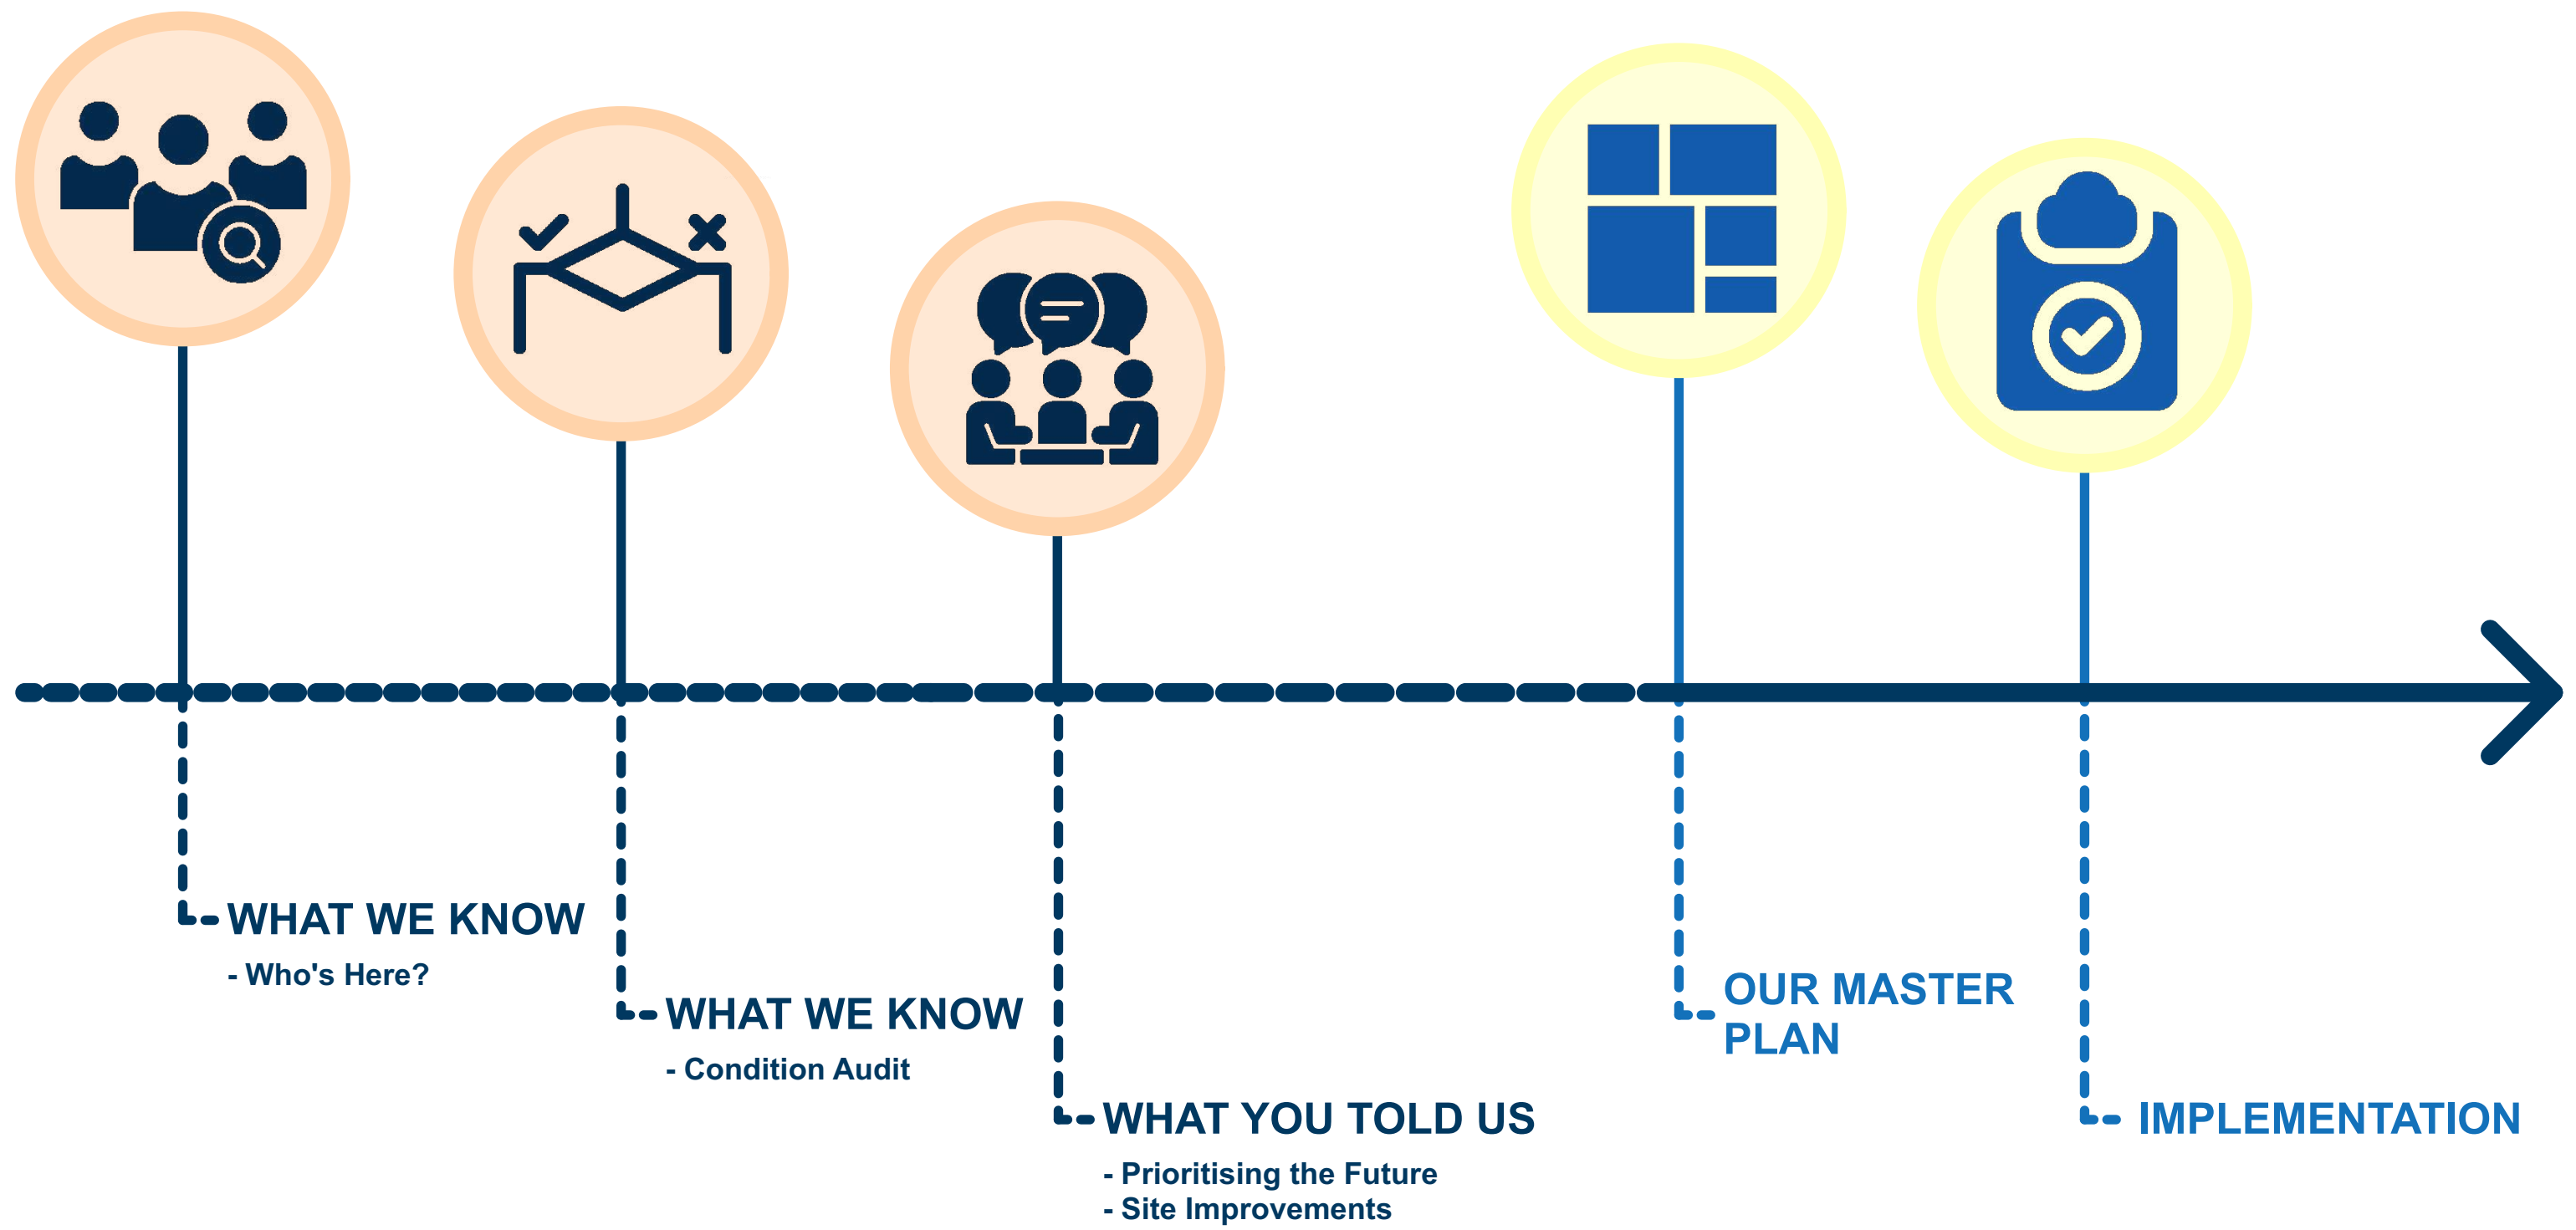 WHAT WE KNOW
- Who's Here?
WHAT WE KNOW
- Condition Audit
WHAT YOU TOLD US
- Prioritising the Future
- Site Improvements
OUR MASTER
PLAN
IMPLEMENTATION